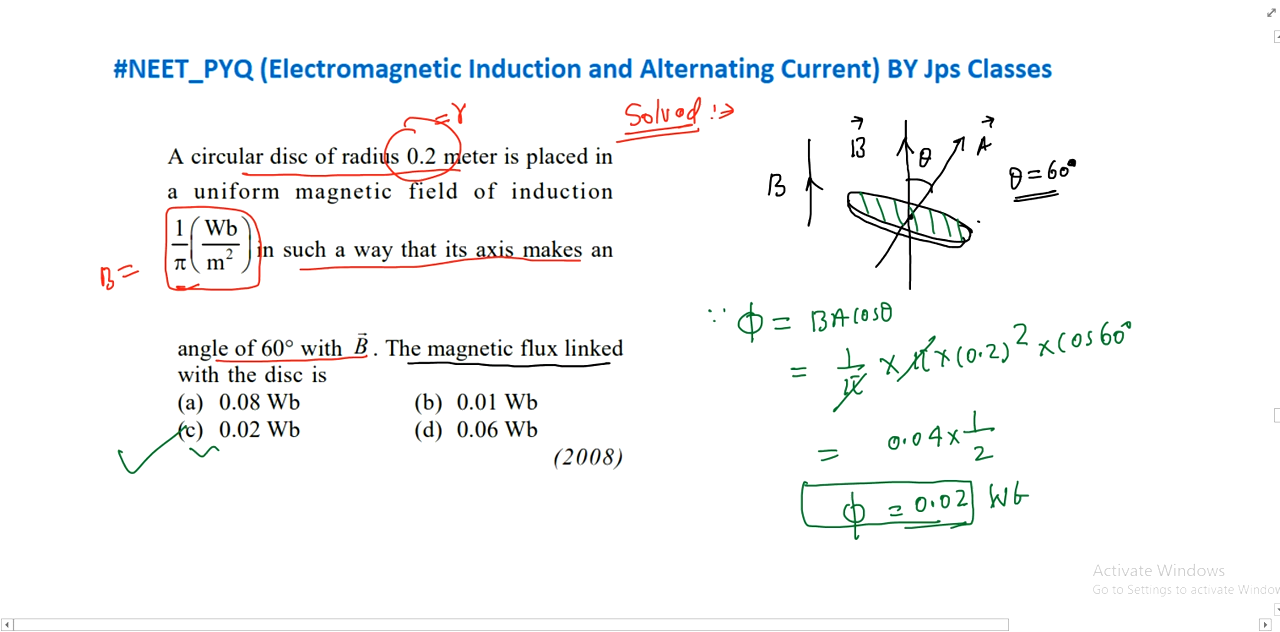 #NEET_PYQ (Electromagnetic Induction and Alternating Current) BY Jps Classes
= r
Solved :→
A circular disc of radius 0.2 meter is placed in
a uniform magnetic field of induction
B = 1/π (Wb/m²) in such a way that its axis makes an
angle of 60° with B⃗. The magnetic flux linked
with the disc is
(a) 0.08 Wb (b) 0.01 Wb
(c) 0.02 Wb (d) 0.06 Wb
(2008)
B
B⃗
θ
A⃗
θ = 60°
∵ ϕ = BA cosθ
= 1/π × π × (0.2)² × cos 60°
= 0.04 × 1/2
ϕ = 0.02 Wb
Activate Windows
Go to Settings to activate Window